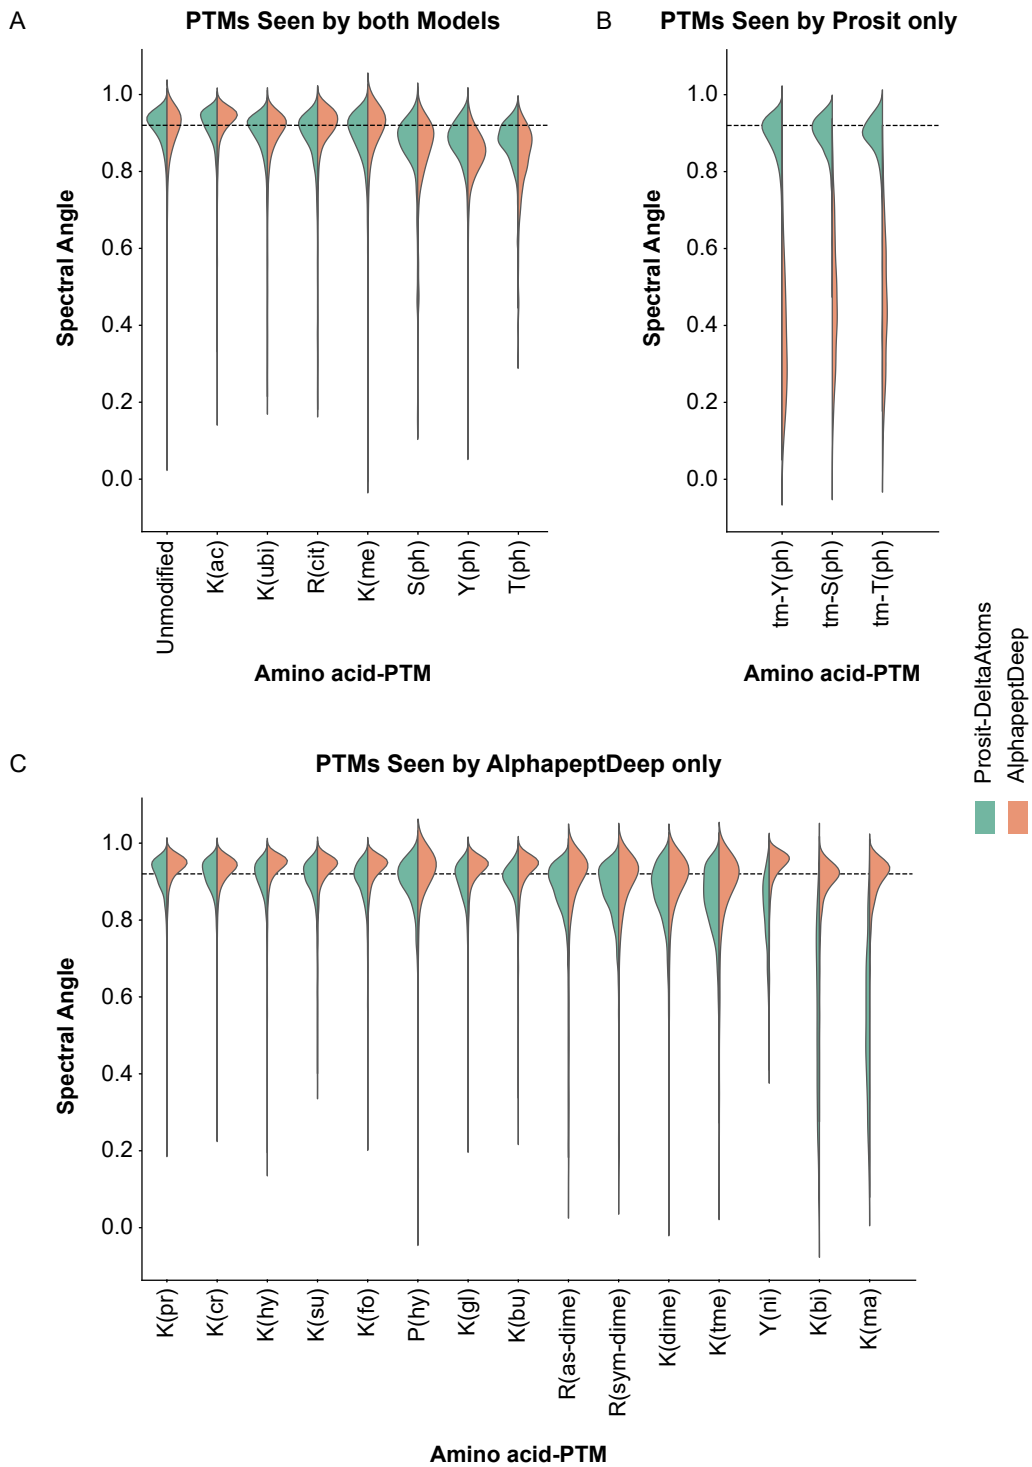 A
PTMs Seen by both Models
1.0
0.8
0.6
0.4
0.2
0.0
Spectral Angle
Unmodified
K(ac)
K(ubi)
R(cit)
K(me)
S(ph)
Y(ph)
T(ph)
Amino acid-PTM
B
PTMs Seen by Prosit only
1.0
0.8
0.6
0.4
0.2
0.0
Spectral Angle
tm-Y(ph)
tm-S(ph)
tm-T(ph)
Amino acid-PTM
Prosit-DeltaAtoms
AlphapeptDeep
C
PTMs Seen by AlphapeptDeep only
1.0
0.8
0.6
0.4
0.2
0.0
Spectral Angle
K(pr)
K(cr)
K(hy)
K(su)
K(fo)
P(hy)
K(gl)
K(bu)
R(as-dime)
R(sym-dime)
K(dime)
K(tme)
Y(ni)
K(bi)
K(ma)
Amino acid-PTM